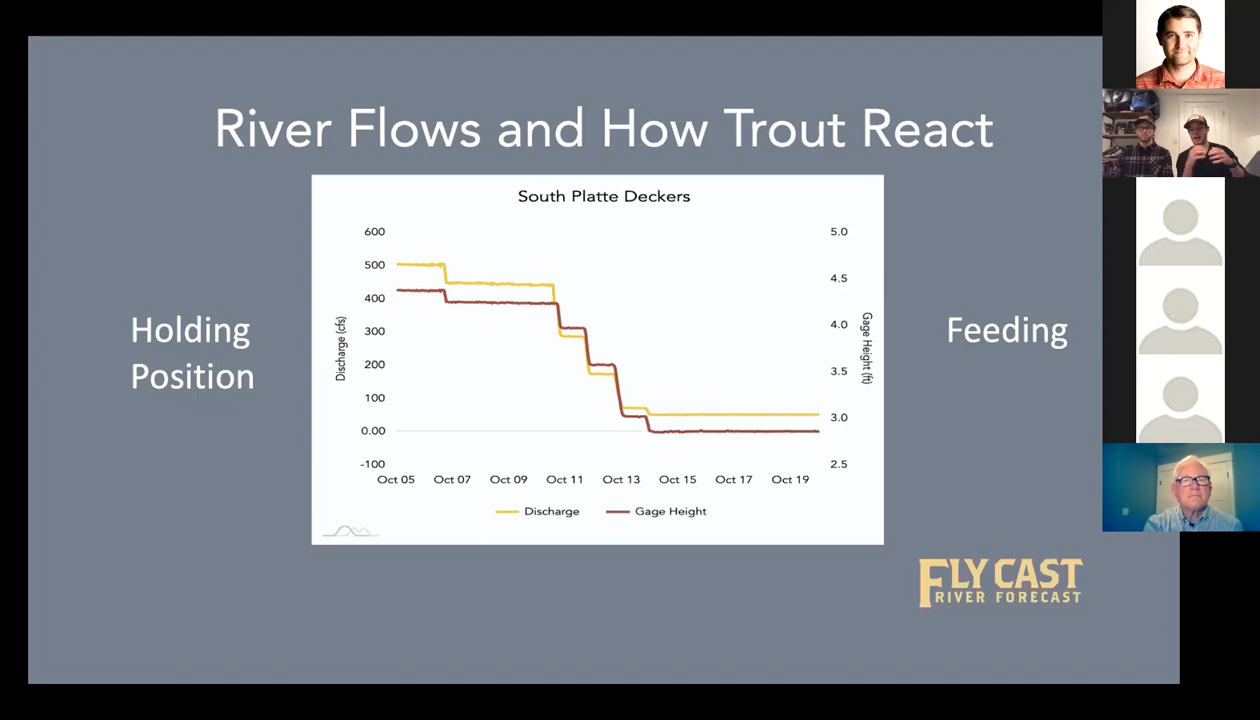 River Flows and How Trout React
South Platte Deckers
600
500
400
300
200
100
0.00
-100
Discharge (cfs)
5.0
4.5
4.0
3.5
3.0
2.5
Gage Height (ft)
Oct 05 Oct 07 Oct 09 Oct 11 Oct 13 Oct 15 Oct 17 Oct 19
Discharge Gage Height
Holding
Position
Feeding
FLY CAST
RIVER FORECAST